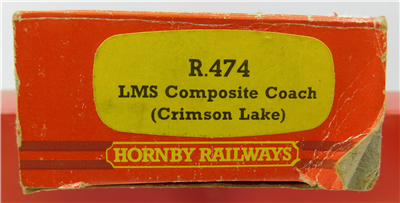 R.474
LMS Composite Coach
(Crimson Lake)
HORNBY RAILWAYS